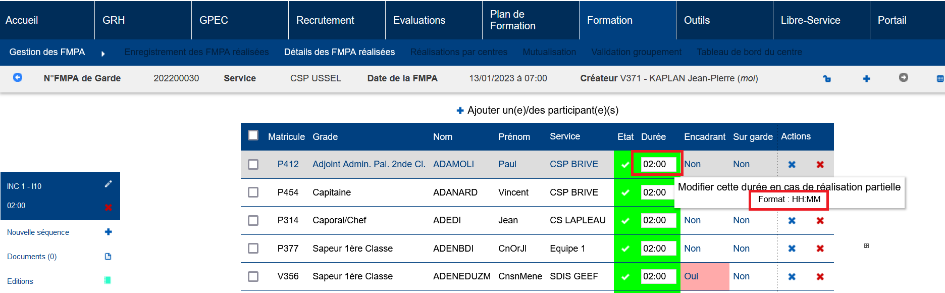 Accueil GRH GPEC Recrutement Evaluations Plan de Formation Formation Outils Libre-Service Portail
Gestion des FMPA Enregistrement des FMPA réalisées Détails des FMPA réalisées Réalisations par centres Mutualisation Validation groupement Tableau de bord du centre
N°FMPA de Garde 202200030 Service CSP USSEL Date de la FMPA 13/01/2023 à 07:00 Créateur V371 - KAPLAN Jean-Pierre (moi)
Ajouter un(e)/des participant(e)(s)
Matricule Grade Nom Prénom Service Etat Durée Encadrant Sur garde Actions
P412 Adjoint Admin. Pal. 2nde Cl. ADAMOLI Paul CSP BRIVE 02:00 Non Non
INC 1 - I10
02:00
Nouvelle séquence
Documents (0)
Editions
P454 Capitaine ADANARD Vincent CSP BRIVE 02:00
Modifier cette durée en cas de réalisation partielle
Format : HH:MM
P314 Caporal/Chef ADEDI Jean CS LAPLEAU 02:00 Non Non
P377 Sapeur 1ère Classe ADENBDI CnOrJl Equipe 1 02:00 Non Non
V356 Sapeur 1ère Classe ADENEDUZM CnsnMene SDIS GEEF 02:00 Oui Non